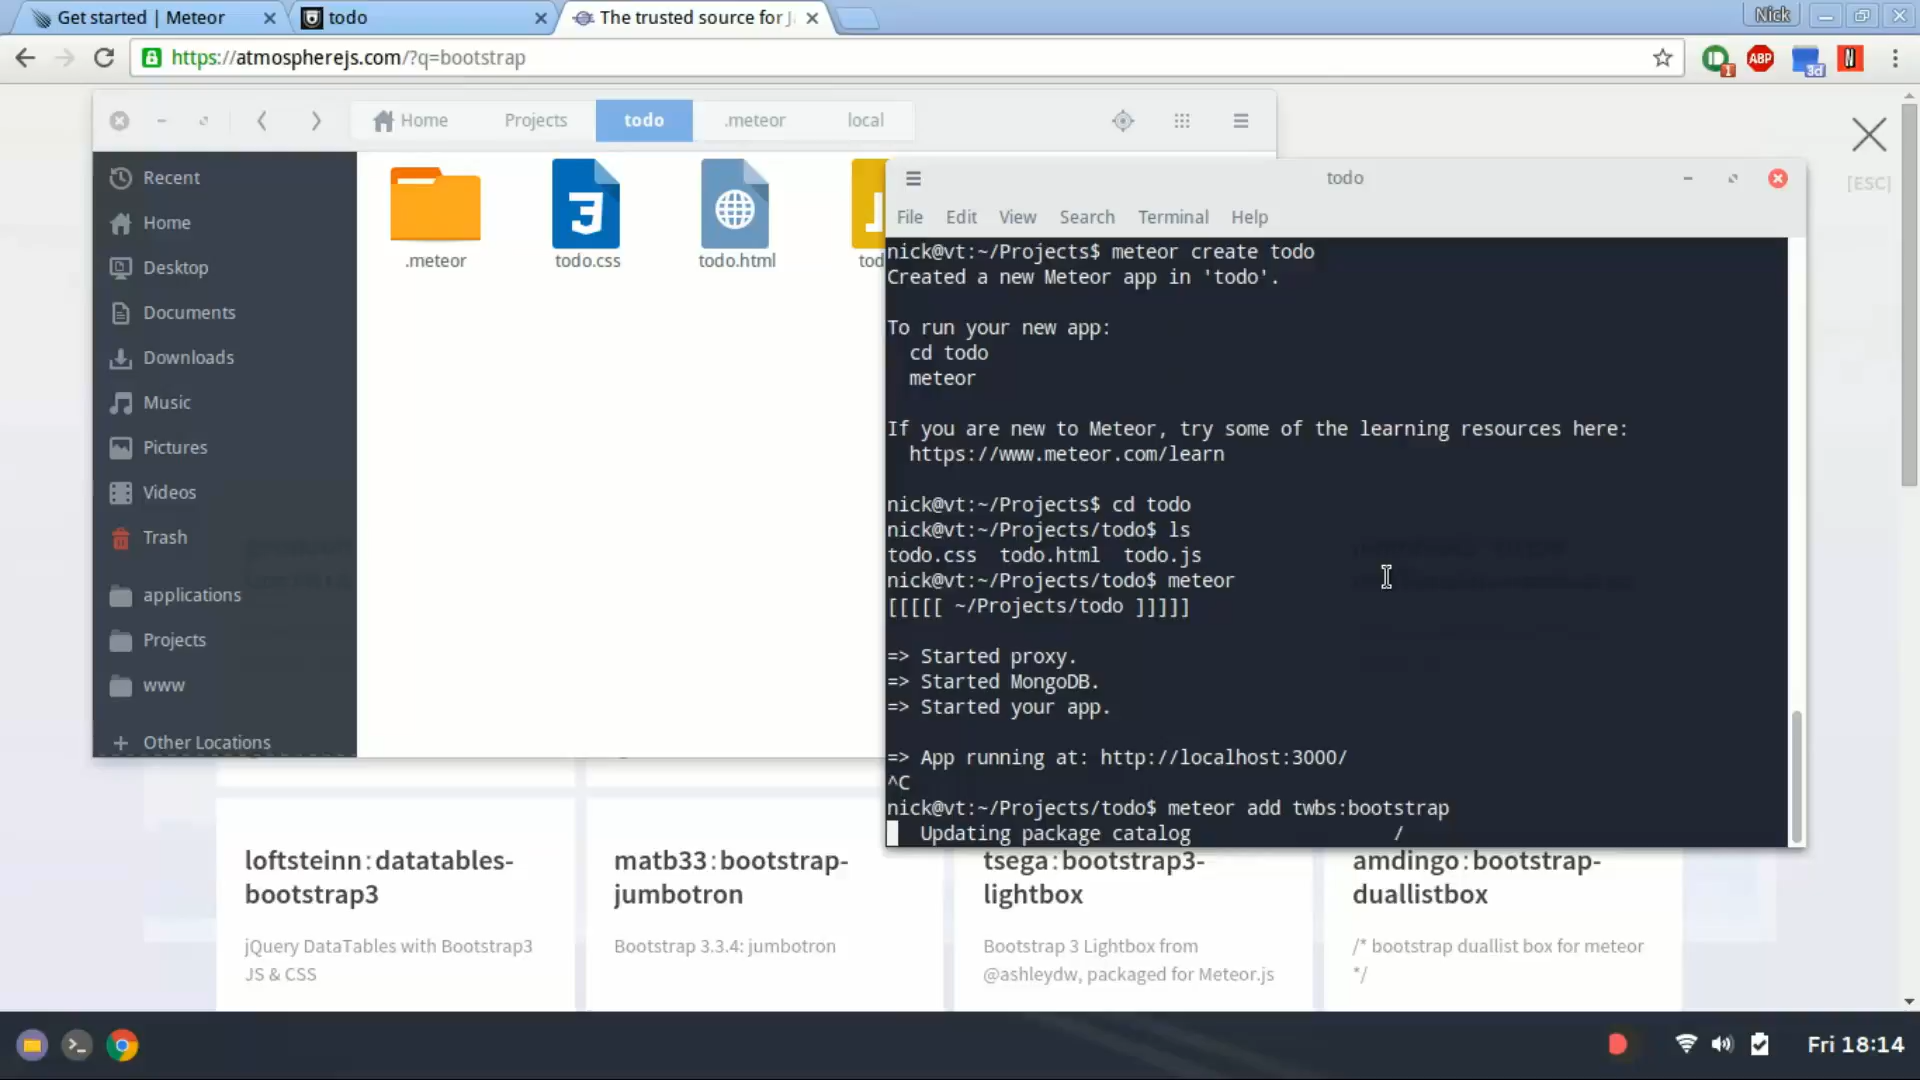 Get started | Meteor
todo
The trusted source for J
Nick
https://atmospherejs.com/?q=bootstrap
1
ABP
3d
N
Home
Projects
todo
.meteor
local
[ESC]
Recent
Home
Desktop
Documents
Downloads
Music
Pictures
Videos
Trash
applications
Projects
www
+ Other Locations
.meteor
3
todo.css
todo.html
J
tod
todo
File Edit View Search Terminal Help
nick@vt:~/Projects$ meteor create todo
Created a new Meteor app in 'todo'.
To run your new app:
cd todo
meteor
If you are new to Meteor, try some of the learning resources here:
https://www.meteor.com/learn
nick@vt:~/Projects$ cd todo
nick@vt:~/Projects/todo$ ls
todo.css todo.html todo.js
nick@vt:~/Projects/todo$ meteor
[[[[[ ~/Projects/todo ]]]]]
=> Started proxy.
=> Started MongoDB.
=> Started your app.
=> App running at: http://localhost:3000/
^C
nick@vt:~/Projects/todo$ meteor add twbs:bootstrap
Updating package catalog /
loftsteinn:datatables-
bootstrap3
jQuery DataTables with Bootstrap3
JS & CSS
matb33:bootstrap-
jumbotron
Bootstrap 3.3.4: jumbotron
tsega:bootstrap3-
lightbox
Bootstrap 3 Lightbox from
@ashleydw, packaged for Meteor.js
amdingo:bootstrap-
duallistbox
/* bootstrap duallist box for meteor
*/
Fri 18:14